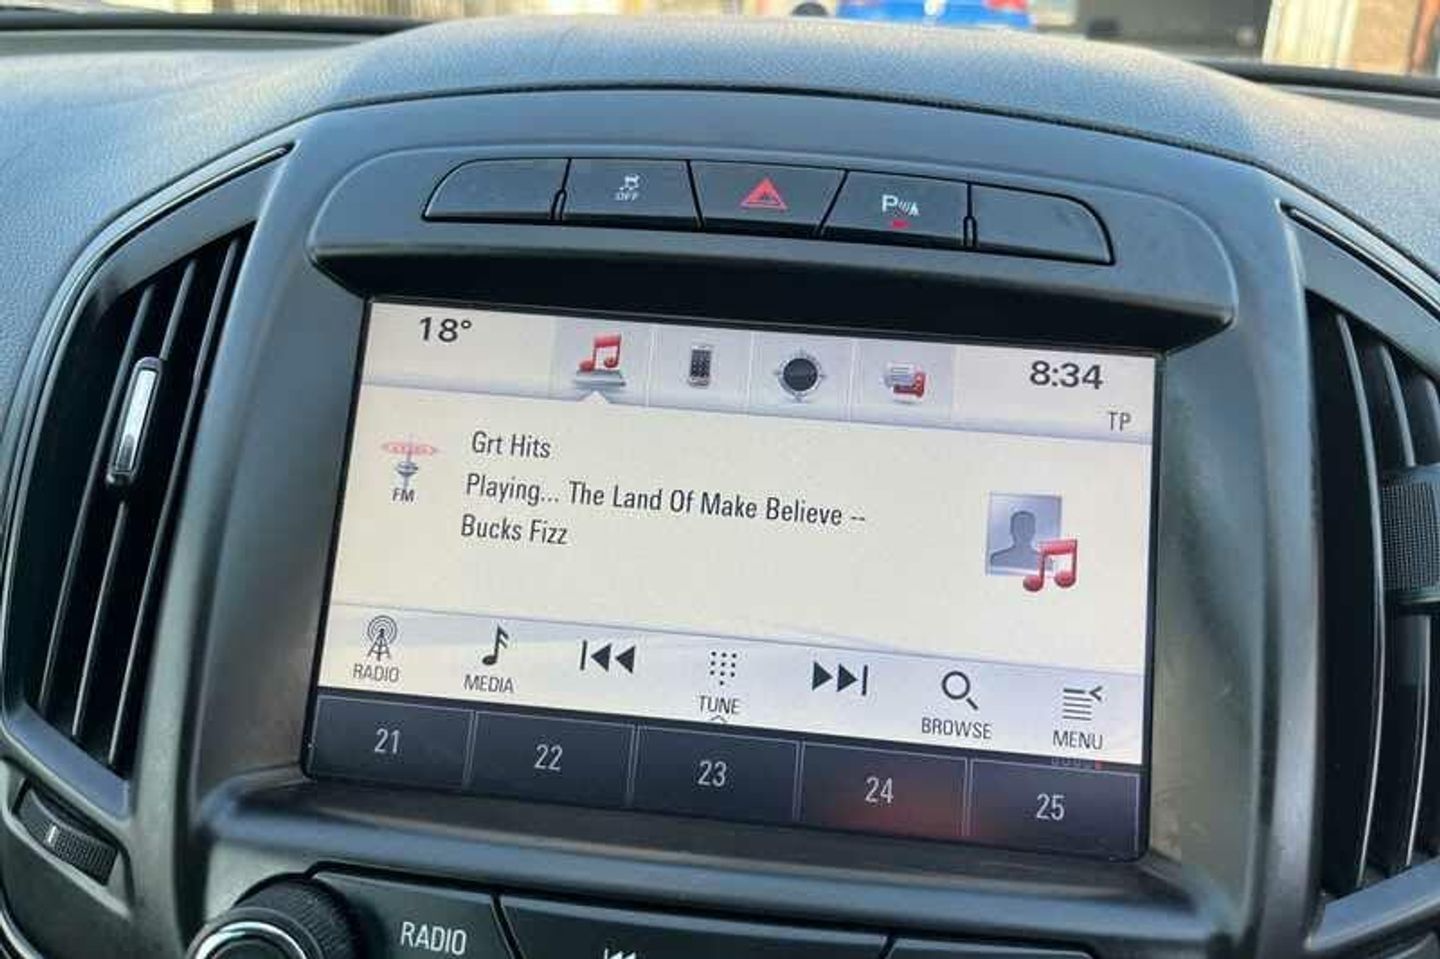 OFF
P
18°
8:34
TP
FM
Grt Hits
Playing... The Land Of Make Believe --
Bucks Fizz
RADIO
MEDIA
TUNE
BROWSE
MENU
21
22
23
24
25
RADIO